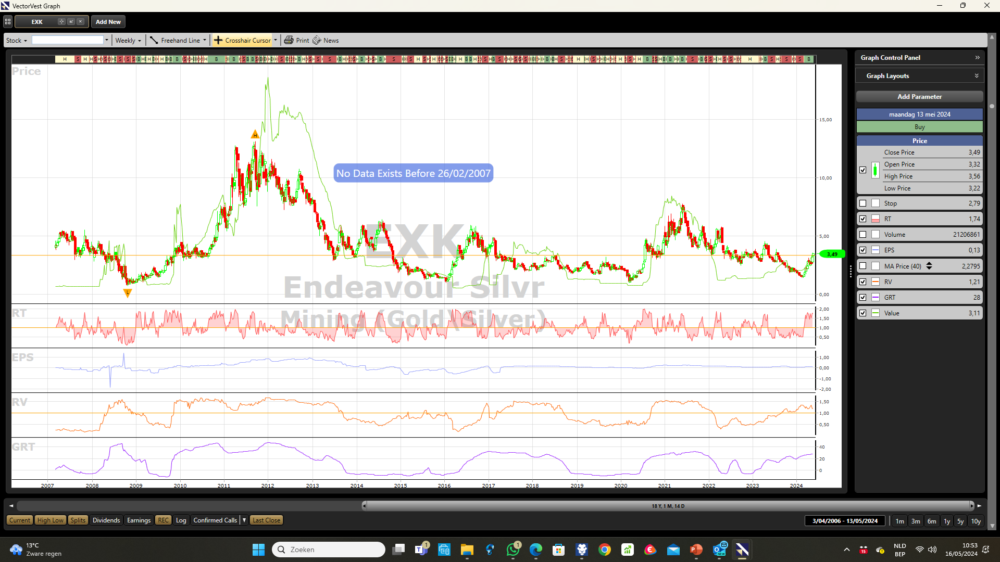 VectorVest Graph
EXK
Add New
Stock
Weekly
Freehand Line
Crosshair Cursor
Print
News
Price
H
L
No Data Exists Before 26/02/2007
EXK
Endeavour Silvr
Mining (Gold\Silver)
15,00
10,00
5,00
3,49
0,00
RT
2,00
1,50
1,00
0,50
EPS
1,00
0,00
-1,00
-2,00
RV
1,50
1,00
0,50
GRT
40
20
0
2007 2008 2009 2010 2011 2012 2013 2014 2015 2016 2017 2018 2019 2020 2021 2022 2023 2024
Graph Control Panel
Graph Layouts
Add Parameter
maandag 13 mei 2024
Buy
Price
Close Price 3,49
Open Price 3,32
High Price 3,56
Low Price 3,22
Stop 2,79
RT 1,74
Volume 21206861
EPS 0,13
MA Price (40) 2,2795
RV 1,21
GRT 28
Value 3,11
18 Y, 1 M, 14 D
Current High Low Splits Dividends Earnings REC Log Confirmed Calls Last Close
3/04/2006 - 13/05/2024
1m 3m 6m 1y 5y 10y
13°C
Zware regen
Zoeken
1
1
NEW
15
NLD
BEP
10:53
16/05/2024